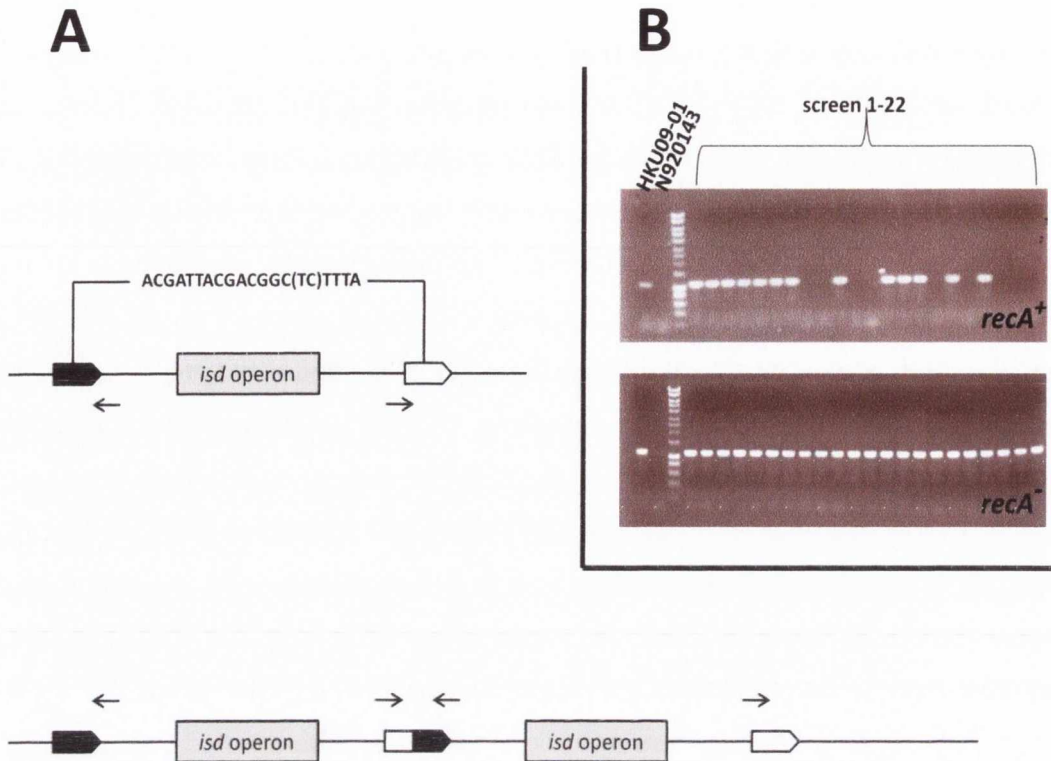 A
B
screen 1-22
HKU09-01
N920143
ACGATTACGACGGC(TC)TTTA
isd operon
recA+
recA-
isd operon
isd operon